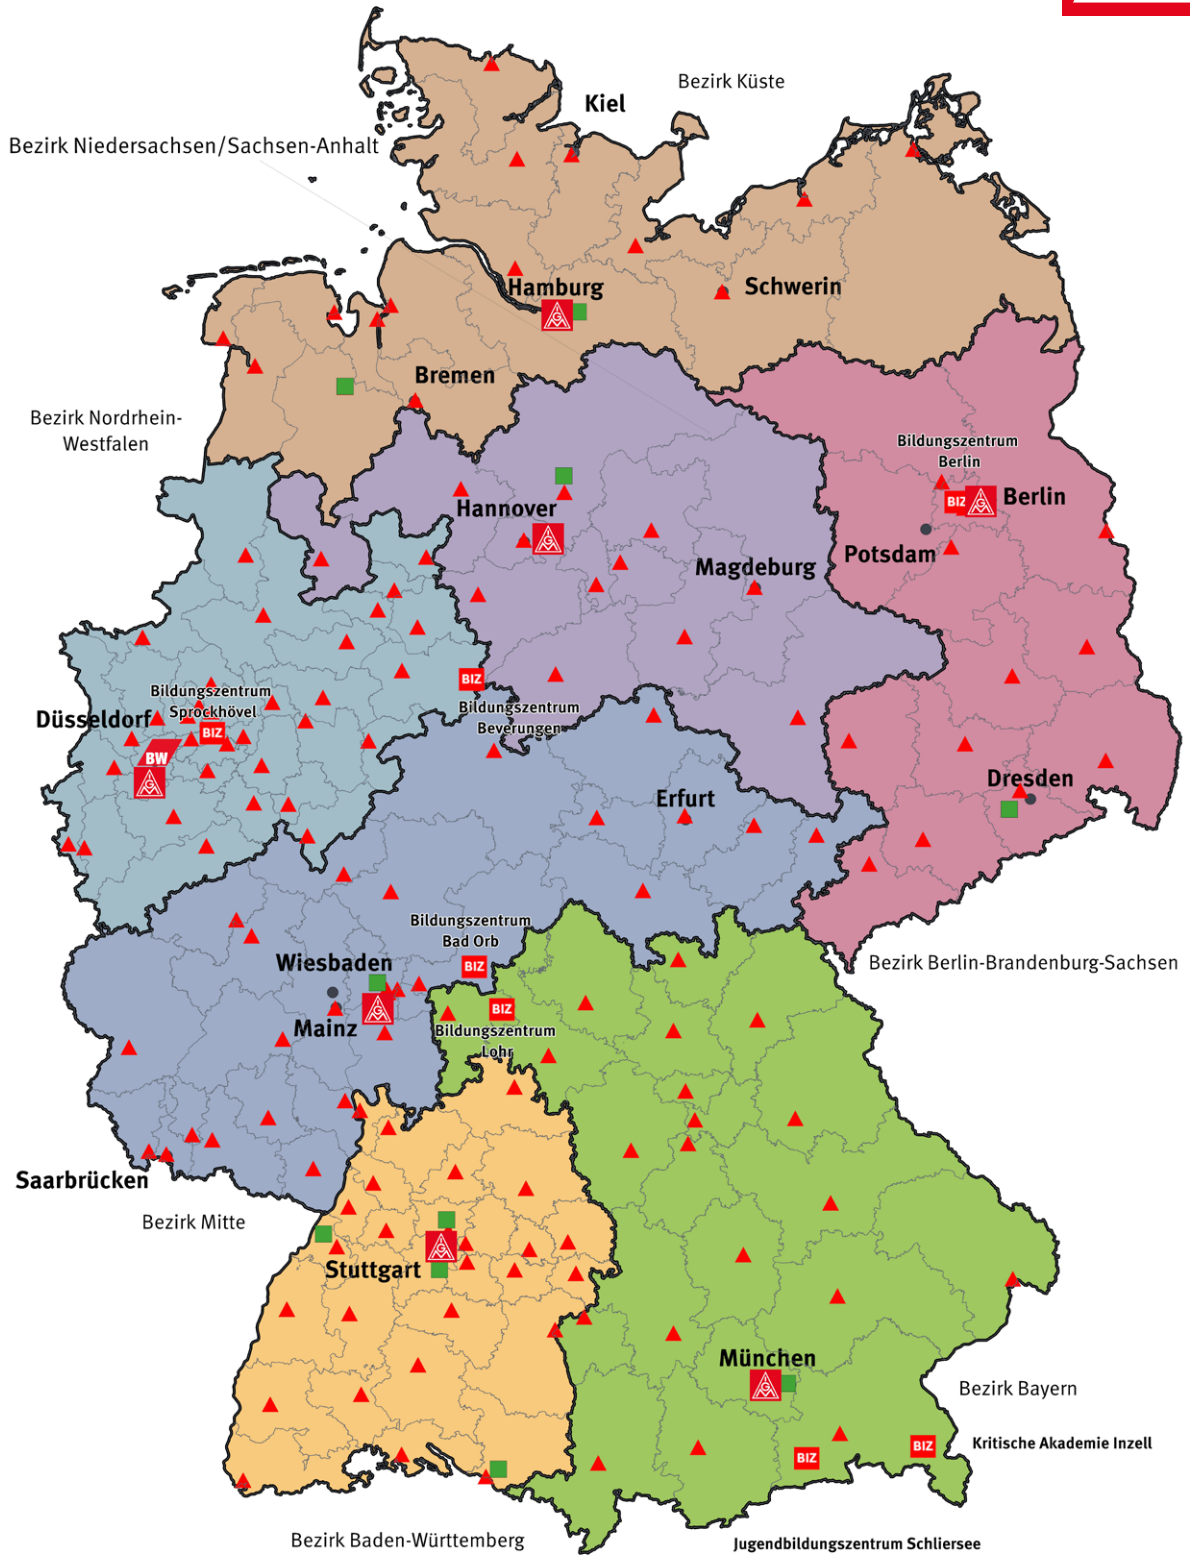 Bezirk Küste
Kiel
Bezirk Niedersachsen/Sachsen-Anhalt
Hamburg
Schwerin
Bremen
Bezirk Nordrhein-
Westfalen
Bildungszentrum
Berlin
BIZ
Berlin
Hannover
Potsdam
Magdeburg
BIZ
Bildungszentrum
Sprockhövel
Bildungszentrum
Beverungen
Düsseldorf
BIZ
BW
Dresden
Erfurt
Bildungszentrum
Bad Orb
BIZ
Wiesbaden
Bezirk Berlin-Brandenburg-Sachsen
BIZ
Mainz
Bildungszentrum
Lohr
Saarbrücken
Bezirk Mitte
Stuttgart
München
Bezirk Bayern
BIZ
Kritische Akademie Inzell
BIZ
Bezirk Baden-Württemberg
Jugendbildungszentrum Schliersee